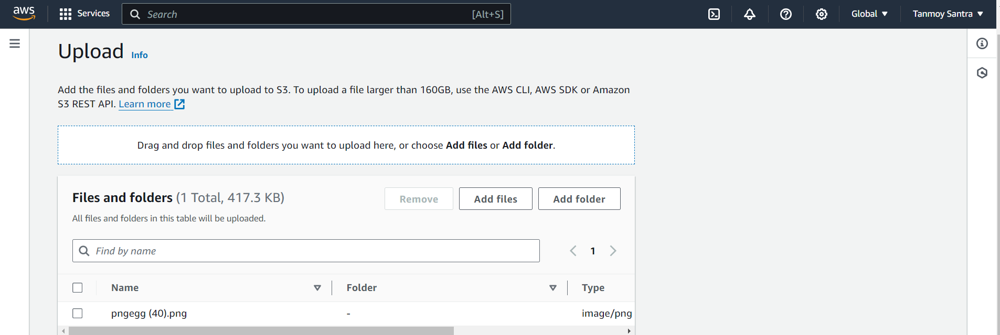 aws
Services
Search
[Alt+S]
Global
Tanmoy Santra
Upload Info
Add the files and folders you want to upload to S3. To upload a file larger than 160GB, use the AWS CLI, AWS SDK or Amazon
S3 REST API. Learn more
Drag and drop files and folders you want to upload here, or choose Add files or Add folder.
Files and folders (1 Total, 417.3 KB)
Remove
Add files
Add folder
All files and folders in this table will be uploaded.
Find by name
1
Name
Folder
Type
pngegg (40).png
-
image/png